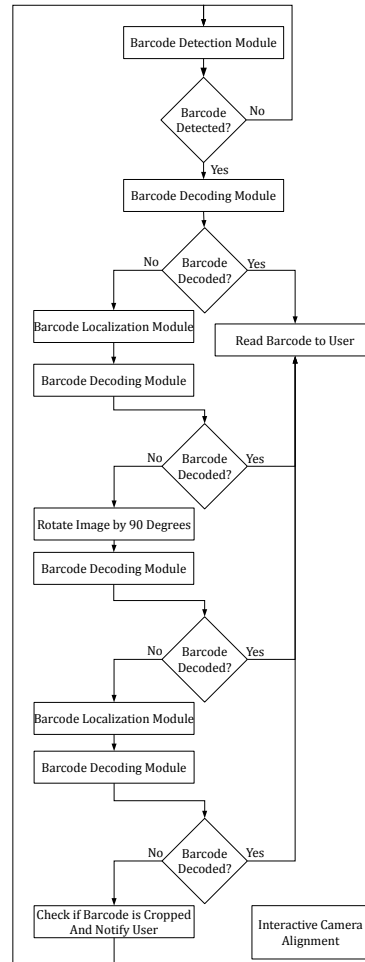 Barcode Detection Module
Barcode
Detected?
No
Yes
Barcode Decoding Module
No
Barcode
Decoded?
Yes
Barcode Localization Module
Read Barcode to User
Barcode Decoding Module
No
Barcode
Decoded?
Yes
Rotate Image by 90 Degrees
Barcode Decoding Module
No
Barcode
Decoded?
Yes
Barcode Localization Module
Barcode Decoding Module
No
Barcode
Decoded?
Yes
Check if Barcode is Cropped
And Notify User
Interactive Camera
Alignment